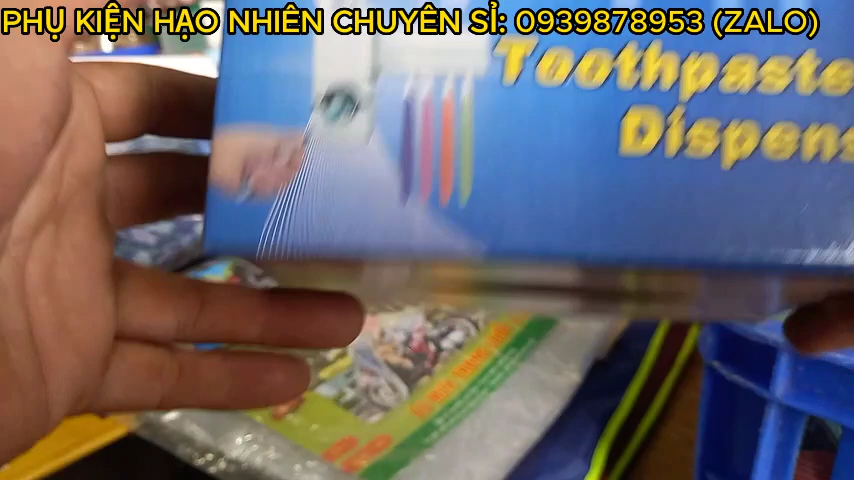 PHỤ KIỆN HẠO NHIÊN CHUYÊN SỈ: 0939878953 (ZALO)
Toothpaste
Dispens